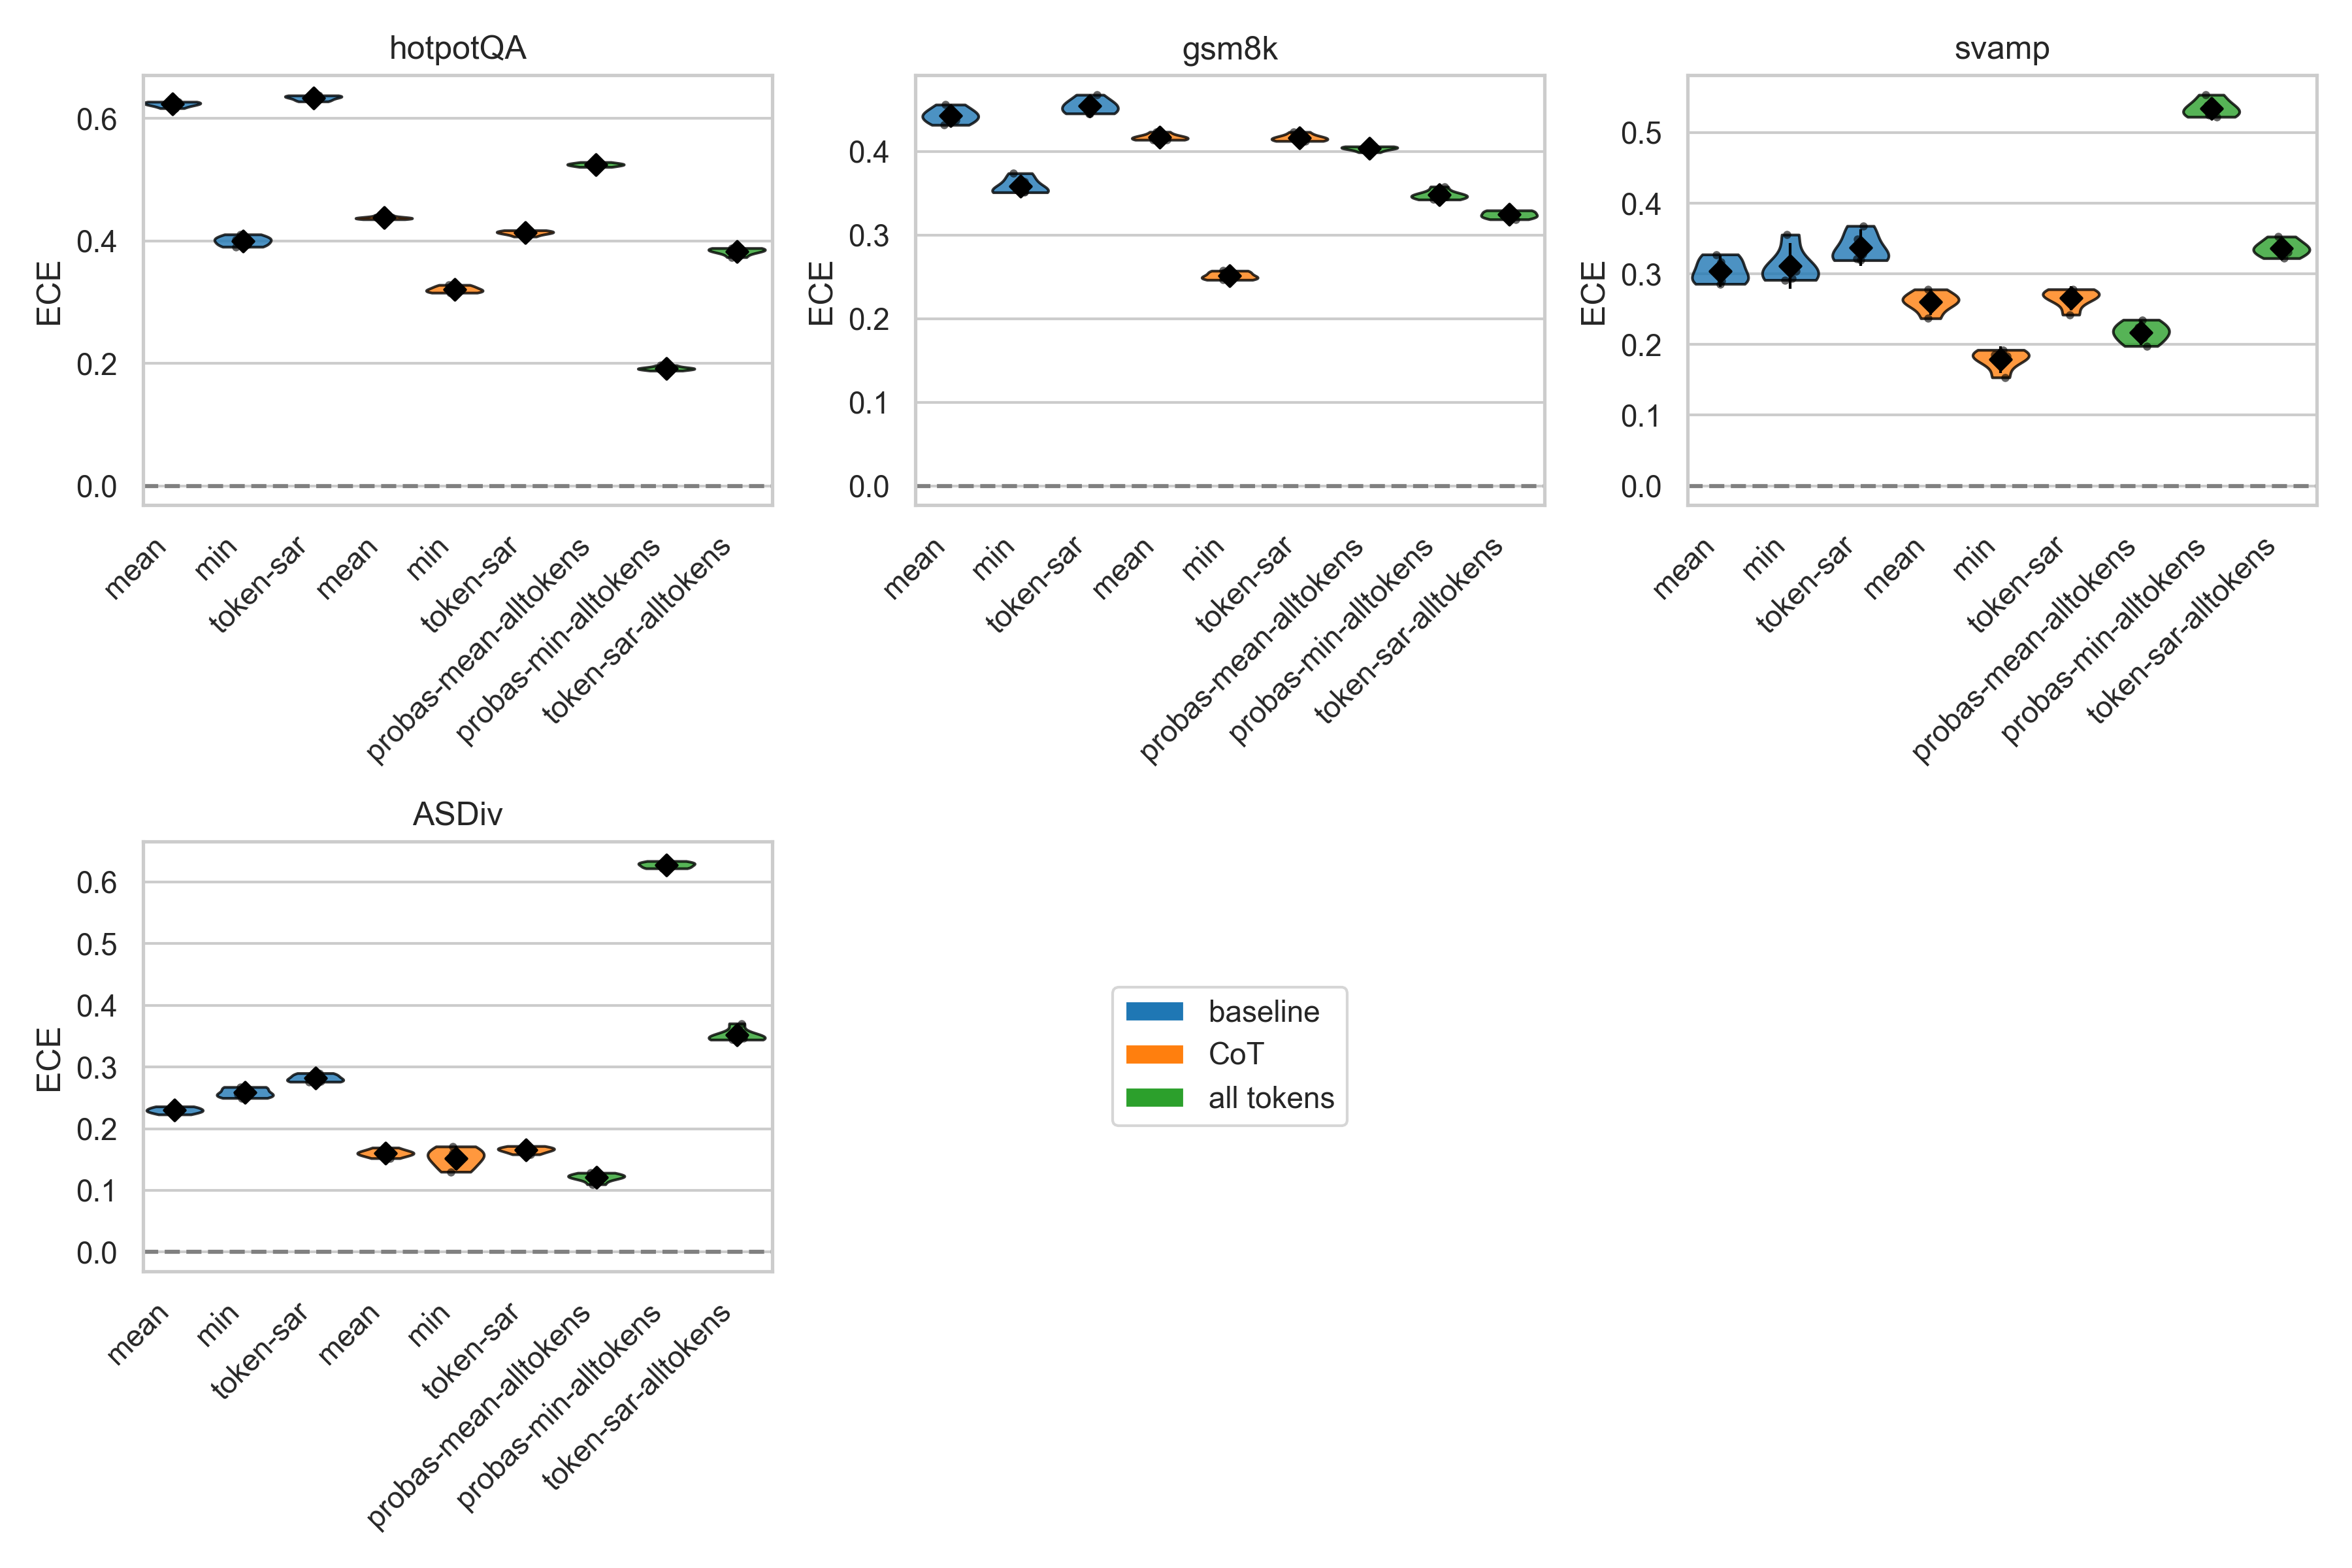 hotpotQA
ECE
0.6
0.4
0.2
0.0
mean
min
token-sar
mean
min
token-sar
probas-mean-alltokens
probas-min-alltokens
token-sar-alltokens
gsm8k
ECE
0.4
0.3
0.2
0.1
0.0
mean
min
token-sar
mean
min
token-sar
probas-mean-alltokens
probas-min-alltokens
token-sar-alltokens
svamp
ECE
0.5
0.4
0.3
0.2
0.1
0.0
mean
min
token-sar
mean
min
token-sar
probas-mean-alltokens
probas-min-alltokens
token-sar-alltokens
ASDiv
ECE
0.6
0.5
0.4
0.3
0.2
0.1
0.0
mean
min
token-sar
mean
min
token-sar
probas-mean-alltokens
probas-min-alltokens
token-sar-alltokens
baseline
CoT
all tokens